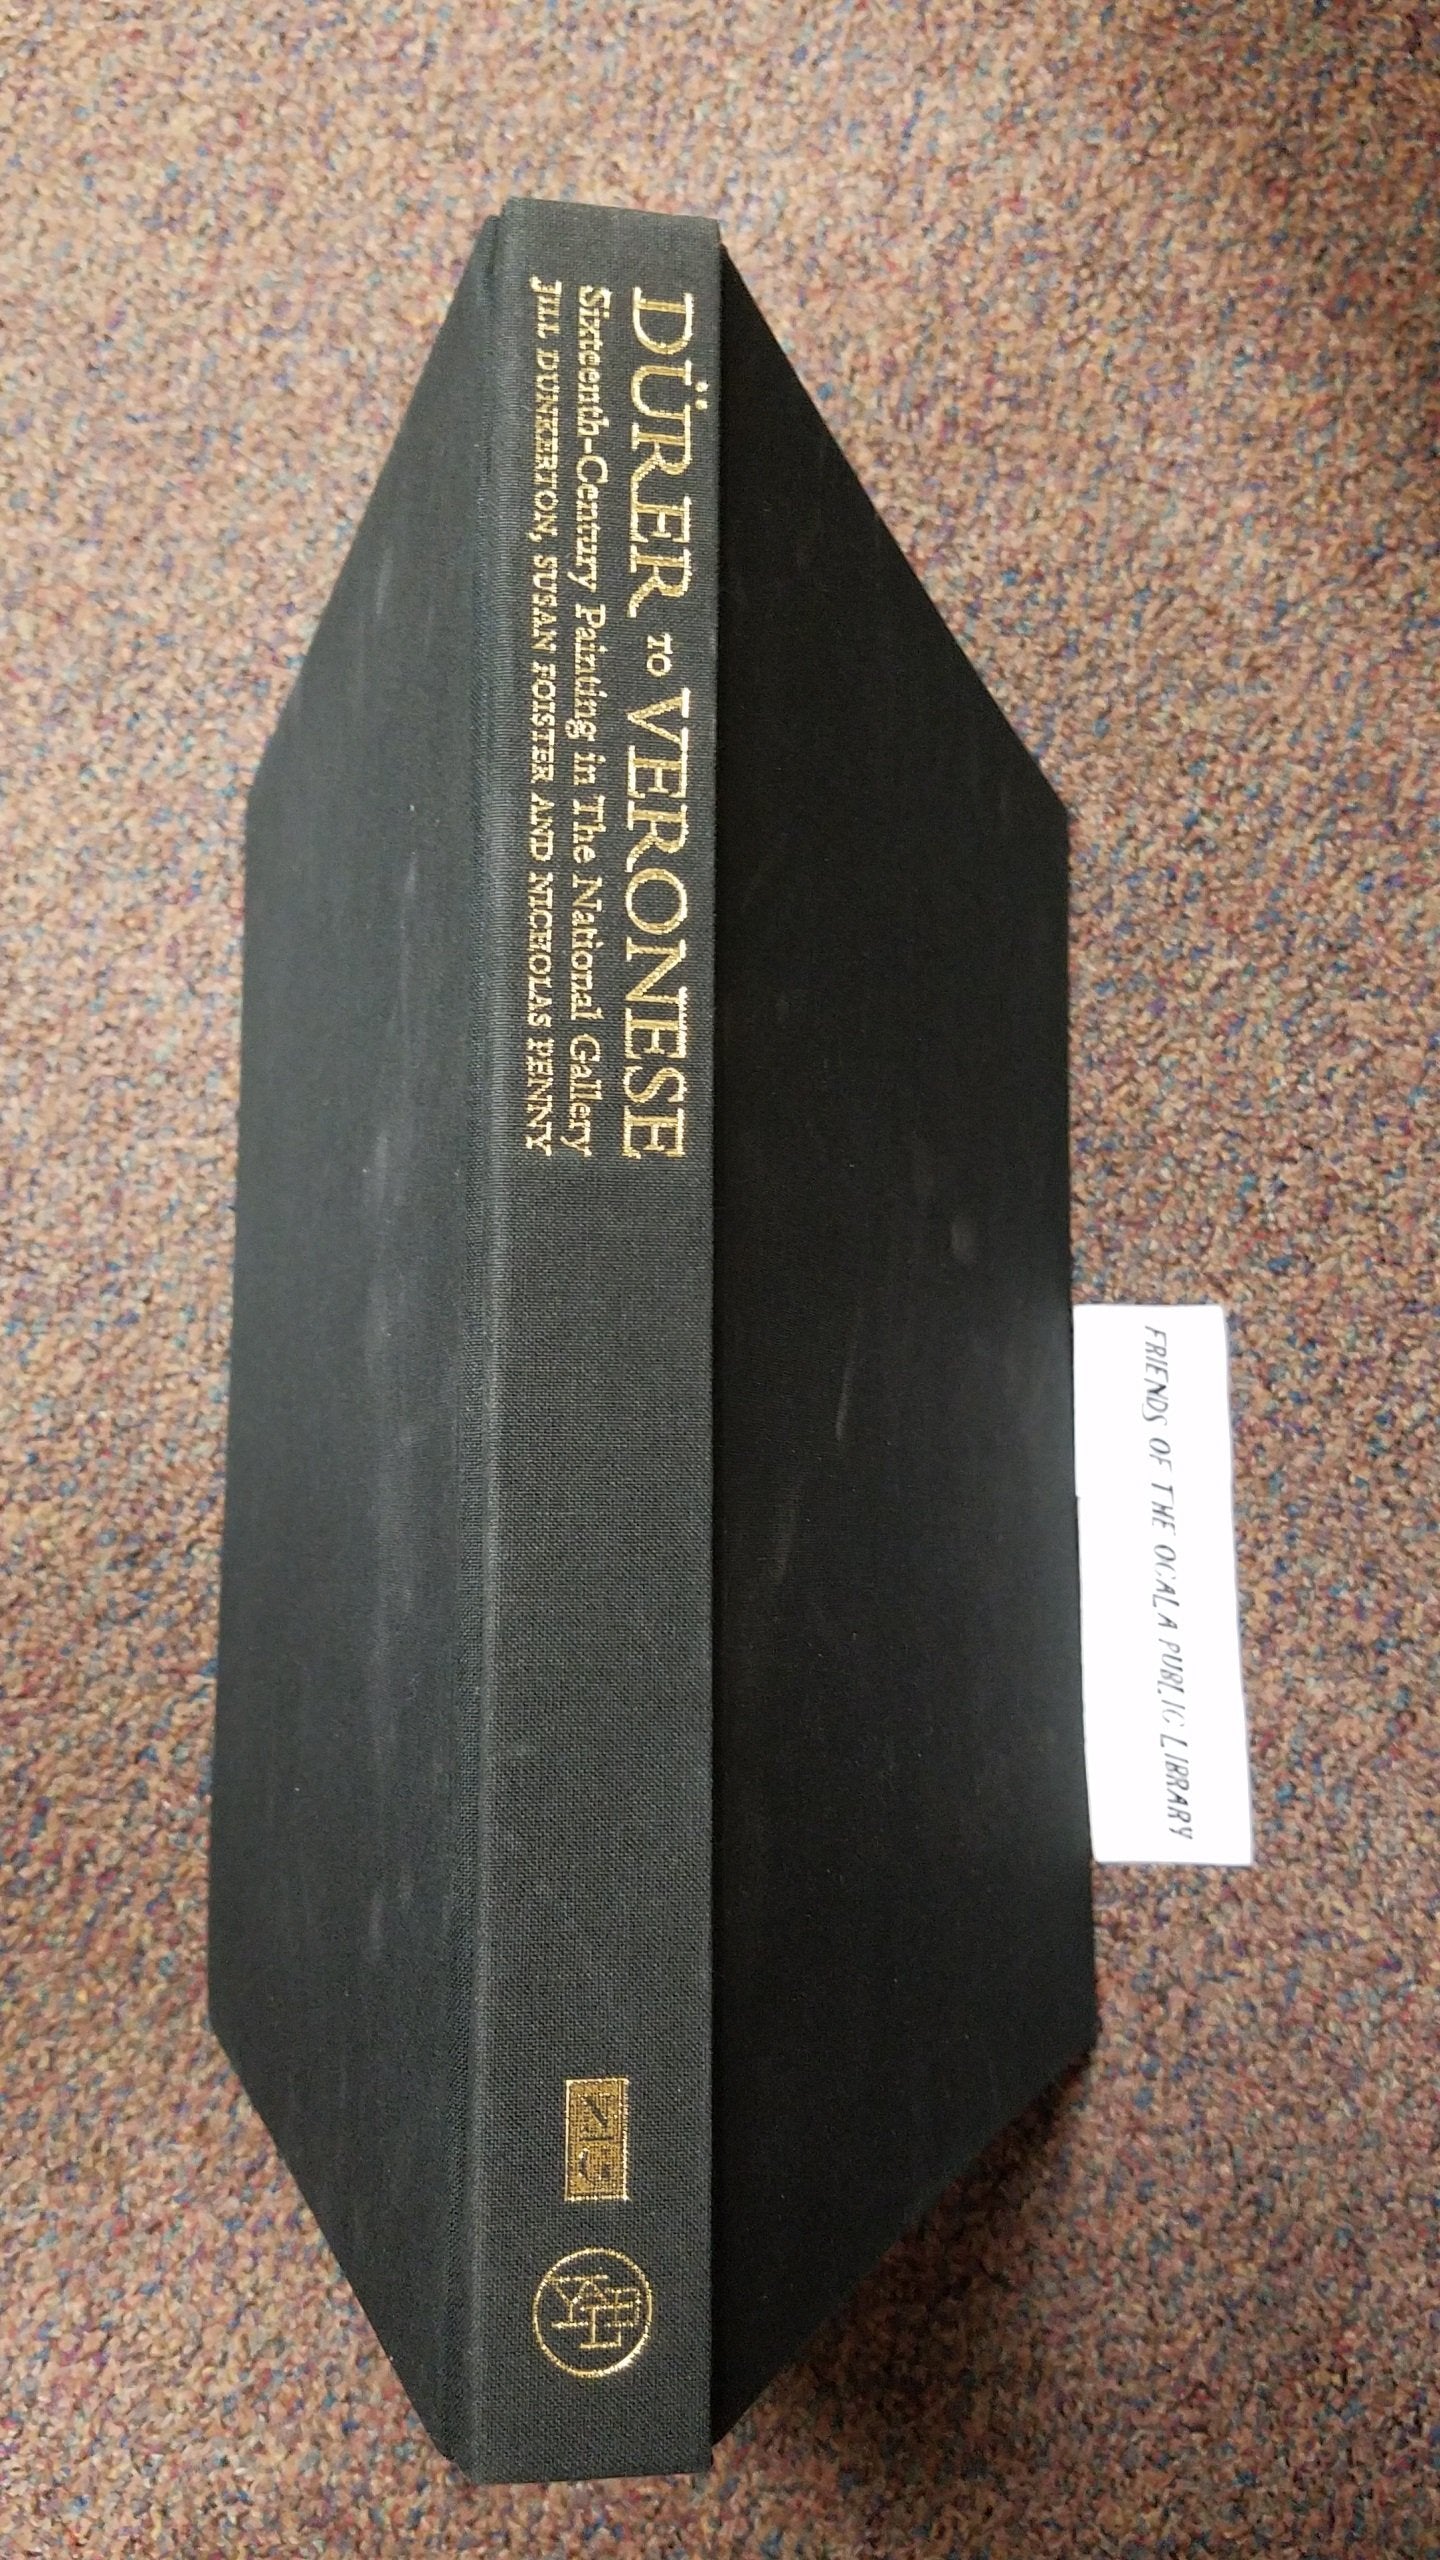 DÜRER TO VERONESE
Sixteenth-Century Painting in The National Gallery
JILL DUNKERTON, SUSAN FOISTER AND NICHOLAS PENNY
NG
FRIENDS OF THE OCALA PUBLIC LIBRARY